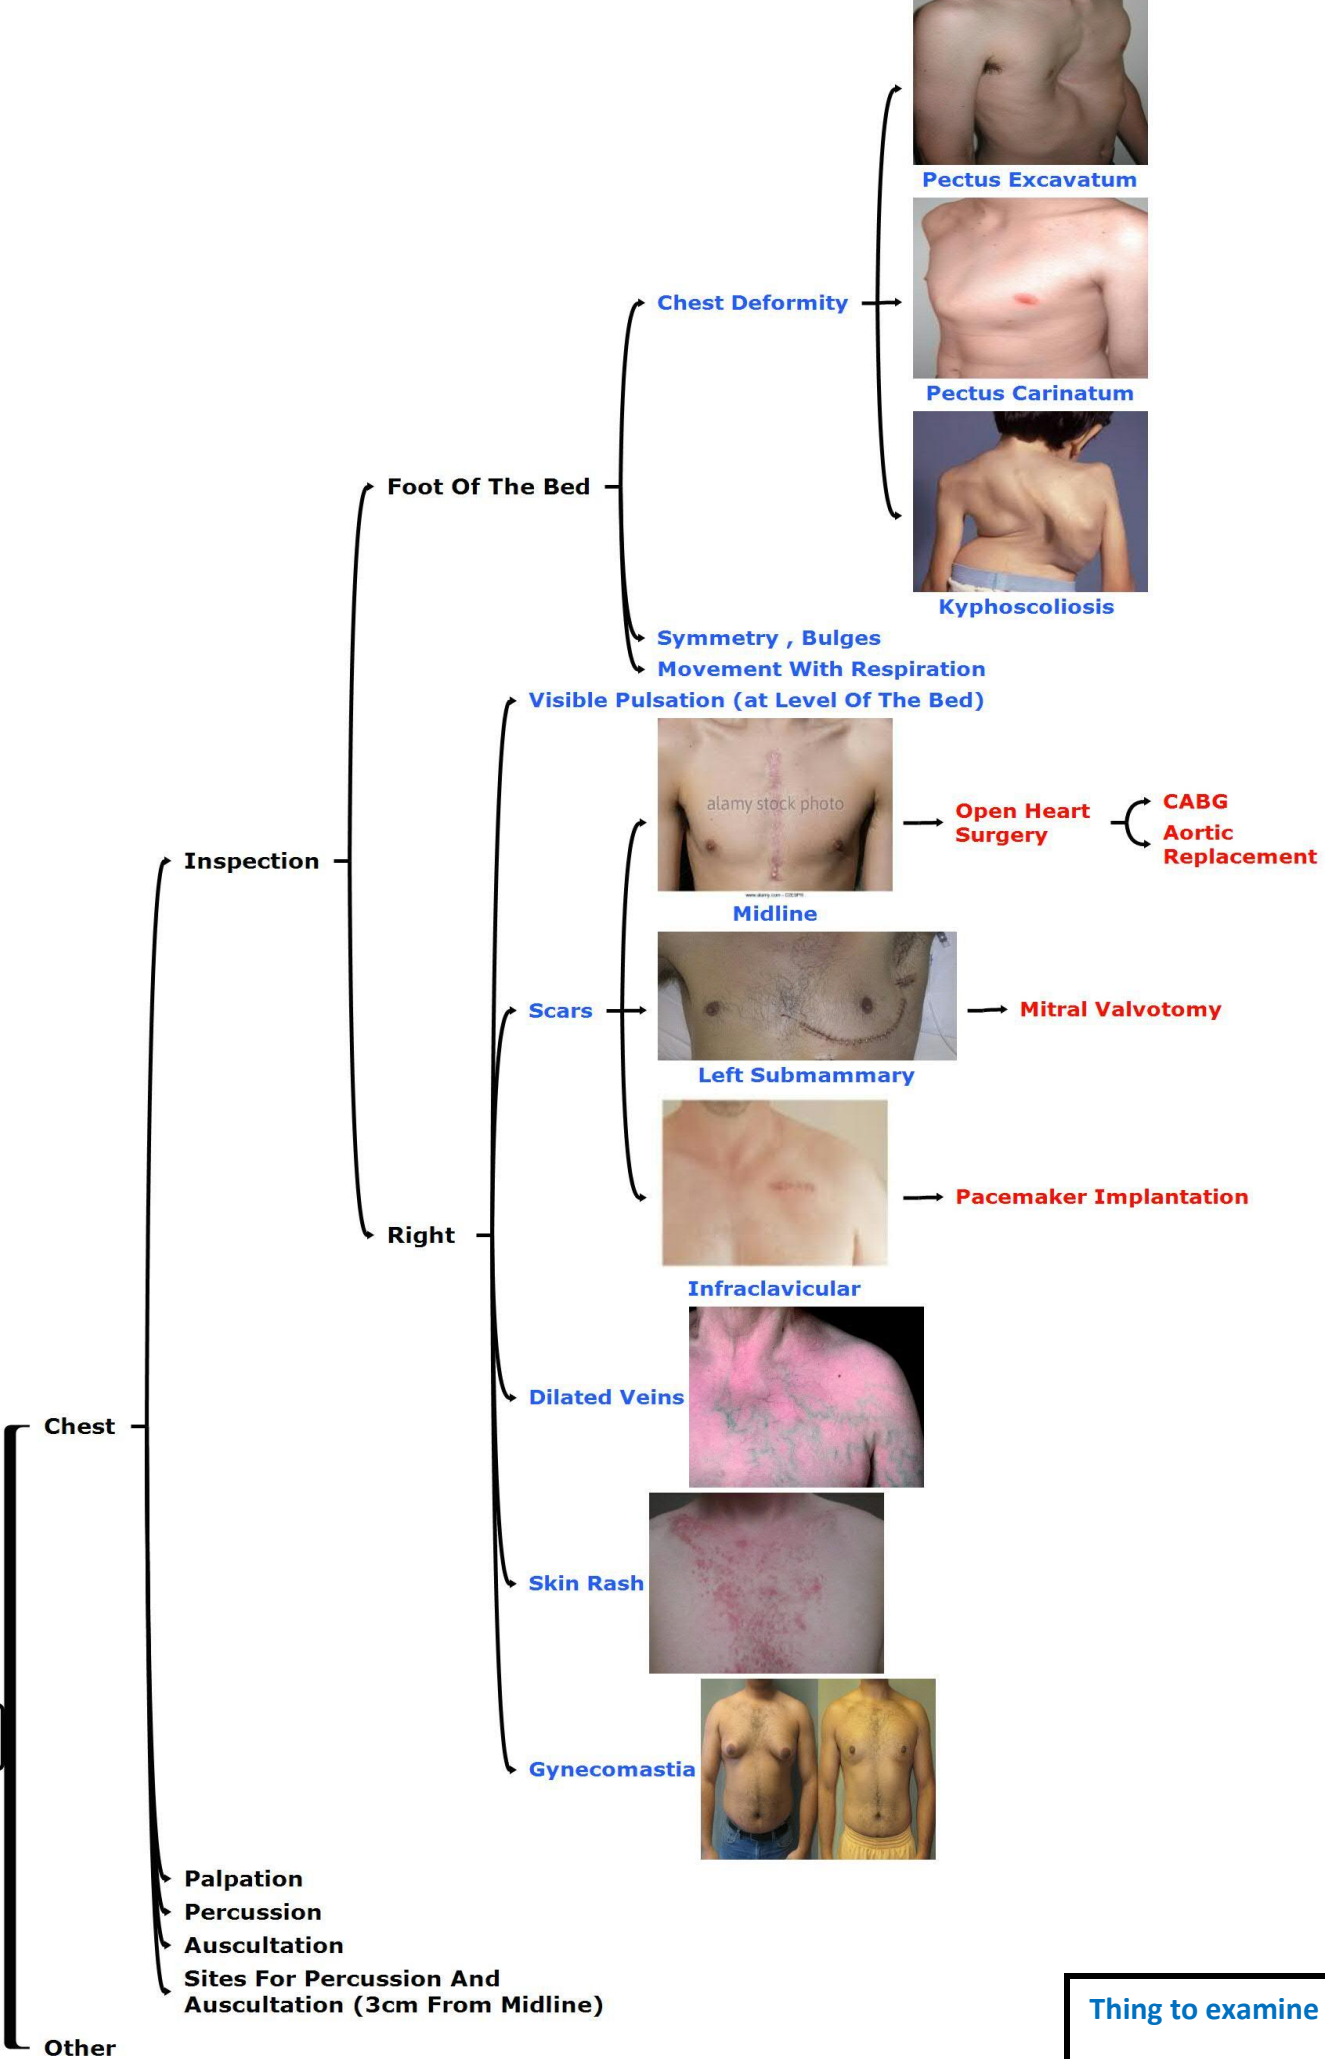 Pectus Excavatum
Chest Deformity
Pectus Carinatum
Foot Of The Bed
Kyphoscoliosis
Symmetry , Bulges
Movement With Respiration
Visible Pulsation (at Level Of The Bed)
alamy stock photo
Open Heart
Surgery
CABG
Aortic
Replacement
Inspection
Midline
Scars
Mitral Valvotomy
Left Submammary
Right
Pacemaker Implantation
Infraclavicular
Dilated Veins
Chest
Skin Rash
Gynecomastia
Palpation
Percussion
Auscultation
Sites For Percussion And
Auscultation (3cm From Midline)
Other
Thing to examine